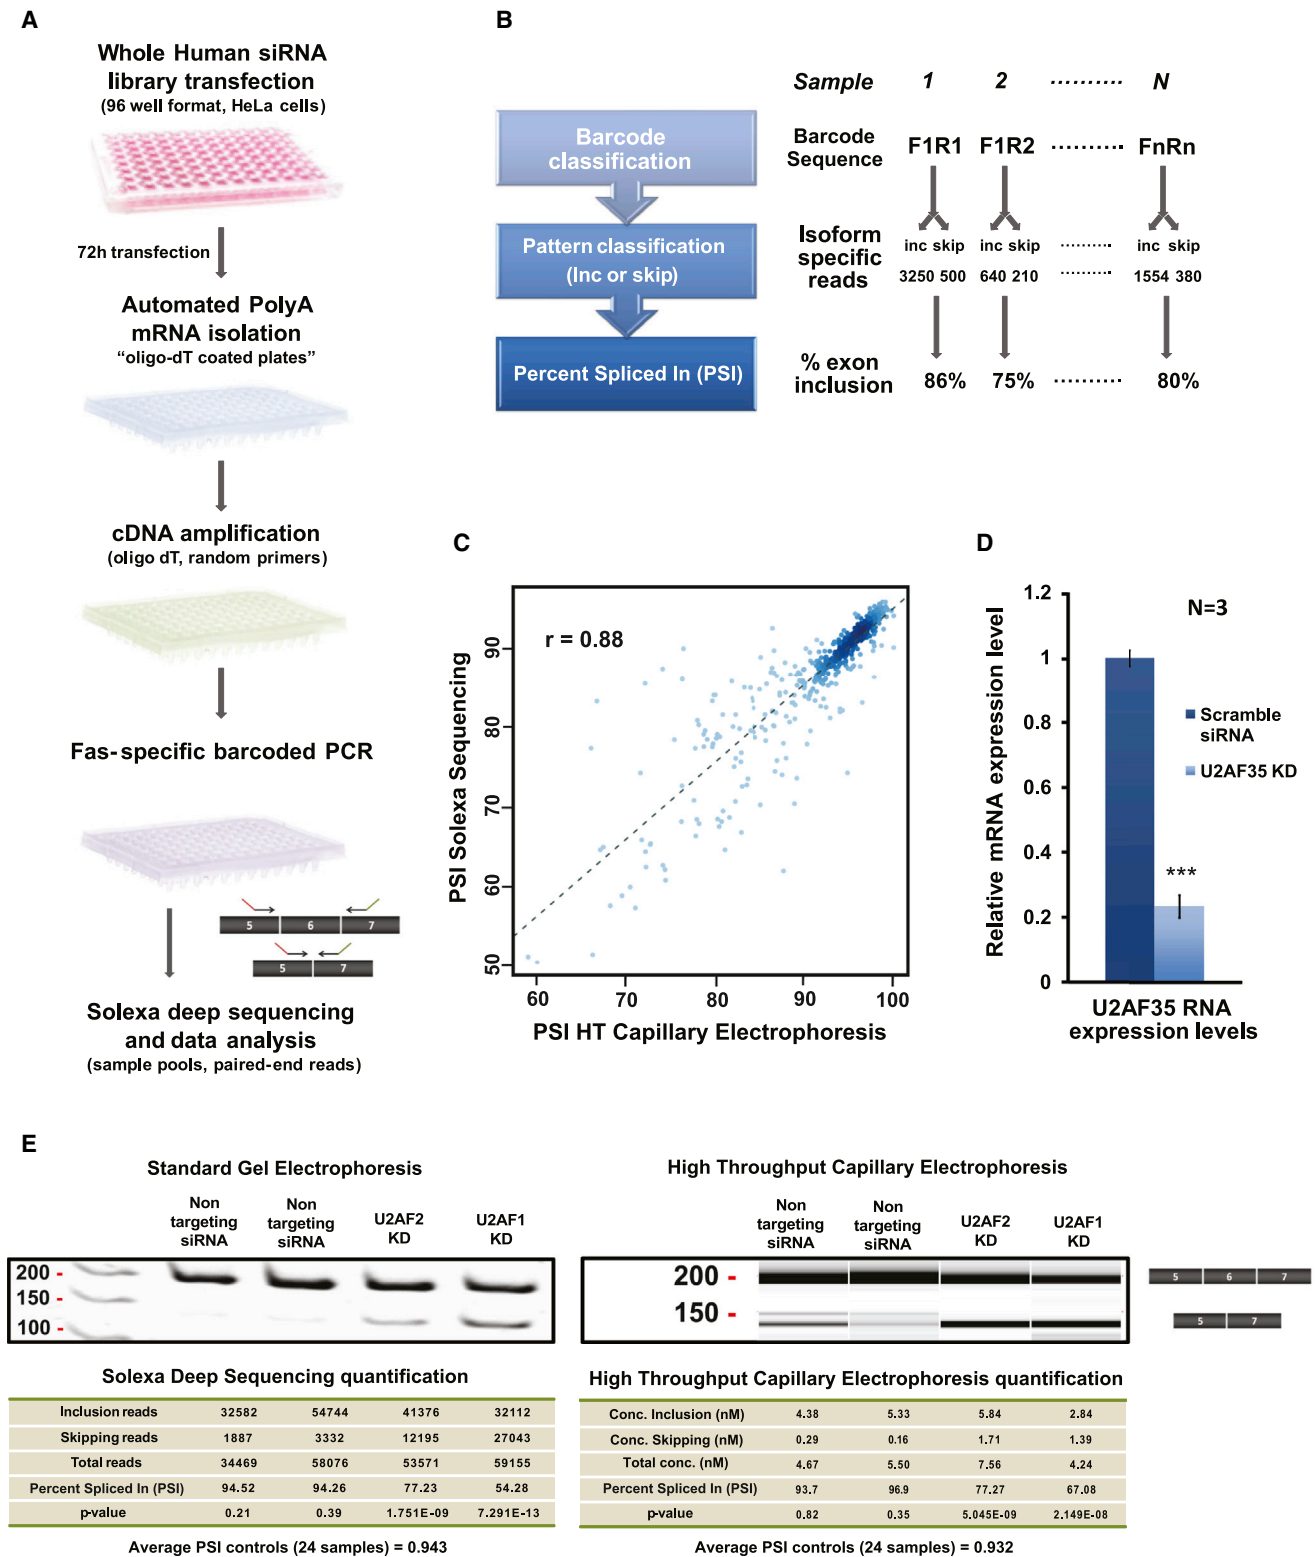 A
Whole Human siRNA
library transfection
(96 well format, HeLa cells)
72h transfection
Automated PolyA
mRNA isolation
“oligo-dT coated plates”
cDNA amplification
(oligo dT, random primers)
Fas-specific barcoded PCR
5 6 7
5 7
Solexa deep sequencing
and data analysis
(sample pools, paired-end reads)
B
Barcode
classification
Pattern classification
(Inc or skip)
Percent Spliced In (PSI)
Sample 1 2 .......... N
Barcode
Sequence F1R1 F1R2 .......... FnRn
Isoform
specific
reads
inc skip inc skip .......... inc skip
3250 500 640 210 .......... 1554 380
% exon
inclusion 86% 75% .......... 80%
C
r = 0.88
PSI Solexa Sequencing
90
80
70
60
50
60 70 80 90 100
PSI HT Capillary Electrophoresis
D
N=3
Relative mRNA expression level
1.2
1
0.8
0.6
0.4
0.2
0
***
Scramble
siRNA
U2AF35 KD
U2AF35 RNA
expression levels
E
Standard Gel Electrophoresis
Non
targeting
siRNA
Non
targeting
siRNA
U2AF2
KD
U2AF1
KD
200 -
150 -
100 -
Solexa Deep Sequencing quantification
Inclusion reads 32582 54744 41376 32112
Skipping reads 1887 3332 12195 27043
Total reads 34469 58076 53571 59155
Percent Spliced In (PSI) 94.52 94.26 77.23 54.28
p-value 0.21 0.39 1.751E-09 7.291E-13
Average PSI controls (24 samples) = 0.943
High Throughput Capillary Electrophoresis
Non
targeting
siRNA
Non
targeting
siRNA
U2AF2
KD
U2AF1
KD
200 -
150 -
5 6 7
5 7
High Throughput Capillary Electrophoresis quantification
Conc. Inclusion (nM) 4.38 5.33 5.84 2.84
Conc. Skipping (nM) 0.29 0.16 1.71 1.39
Total conc. (nM) 4.67 5.50 7.56 4.24
Percent Spliced In (PSI) 93.7 96.9 77.27 67.08
p-value 0.82 0.35 5.045E-09 2.149E-08
Average PSI controls (24 samples) = 0.932